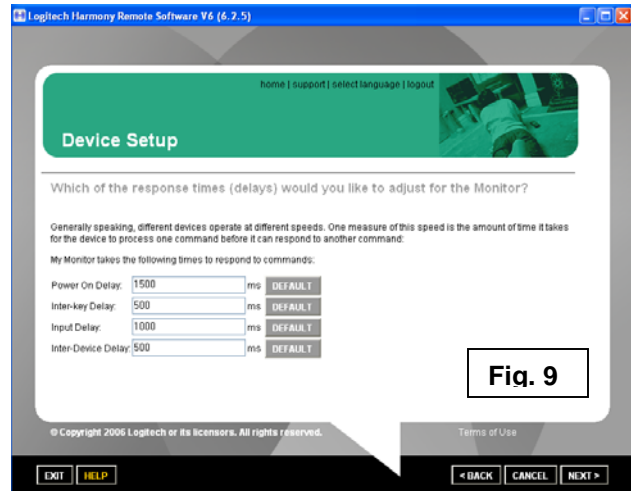 Logitech Harmony Remote Software V6 (6.2.5)
home | support | select language | logout
Device Setup
Which of the response times (delays) would you like to adjust for the Monitor?
Generally speaking, different devices operate at different speeds. One measure of this speed is the amount of time it takes
for the device to process one command before it can respond to another command:
My Monitor takes the following times to respond to commands:
Power On Delay: 1500 ms DEFAULT
Inter-key Delay: 500 ms DEFAULT
Input Delay: 1000 ms DEFAULT
Inter-Device Delay: 500 ms DEFAULT
Fig. 9
© Copyright 2006 Logitech or its licensors. All rights reserved. Terms of Use
EXIT HELP < BACK CANCEL NEXT >